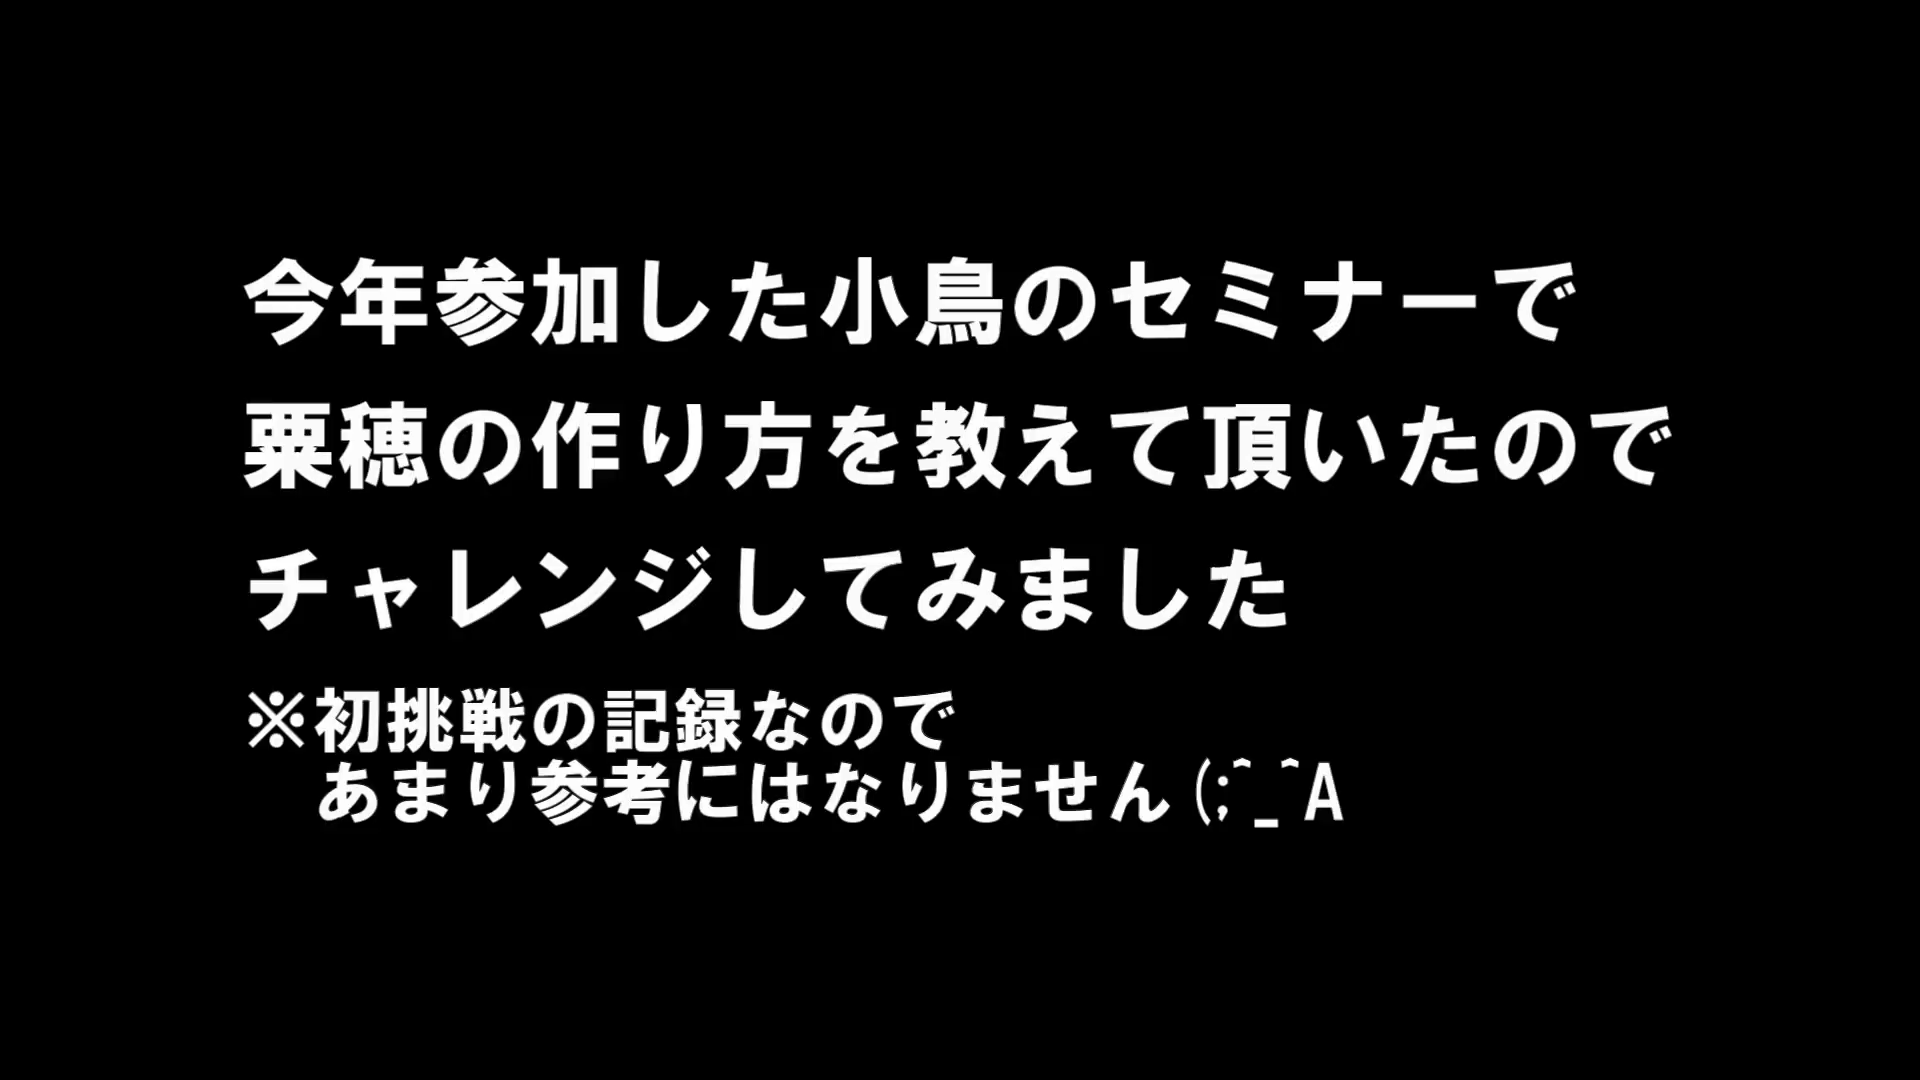 今年参加した小鳥のセミナーで
粟穂の作り方を教えて頂いたので
チャレンジしてみました
※初挑戦の記録なので
あまり参考にはなりません(;^_^A